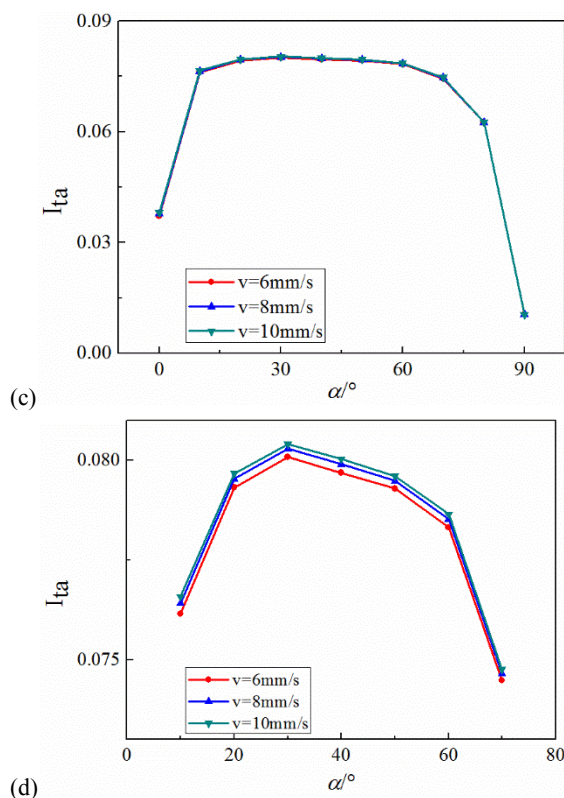 0.09
0.06
0.03
0.00
I_ta
v=6mm/s
v=8mm/s
v=10mm/s
0 30 60 90
α/°
(c)
0.080
0.075
I_ta
v=6mm/s
v=8mm/s
v=10mm/s
0 20 40 60 80
α/°
(d)